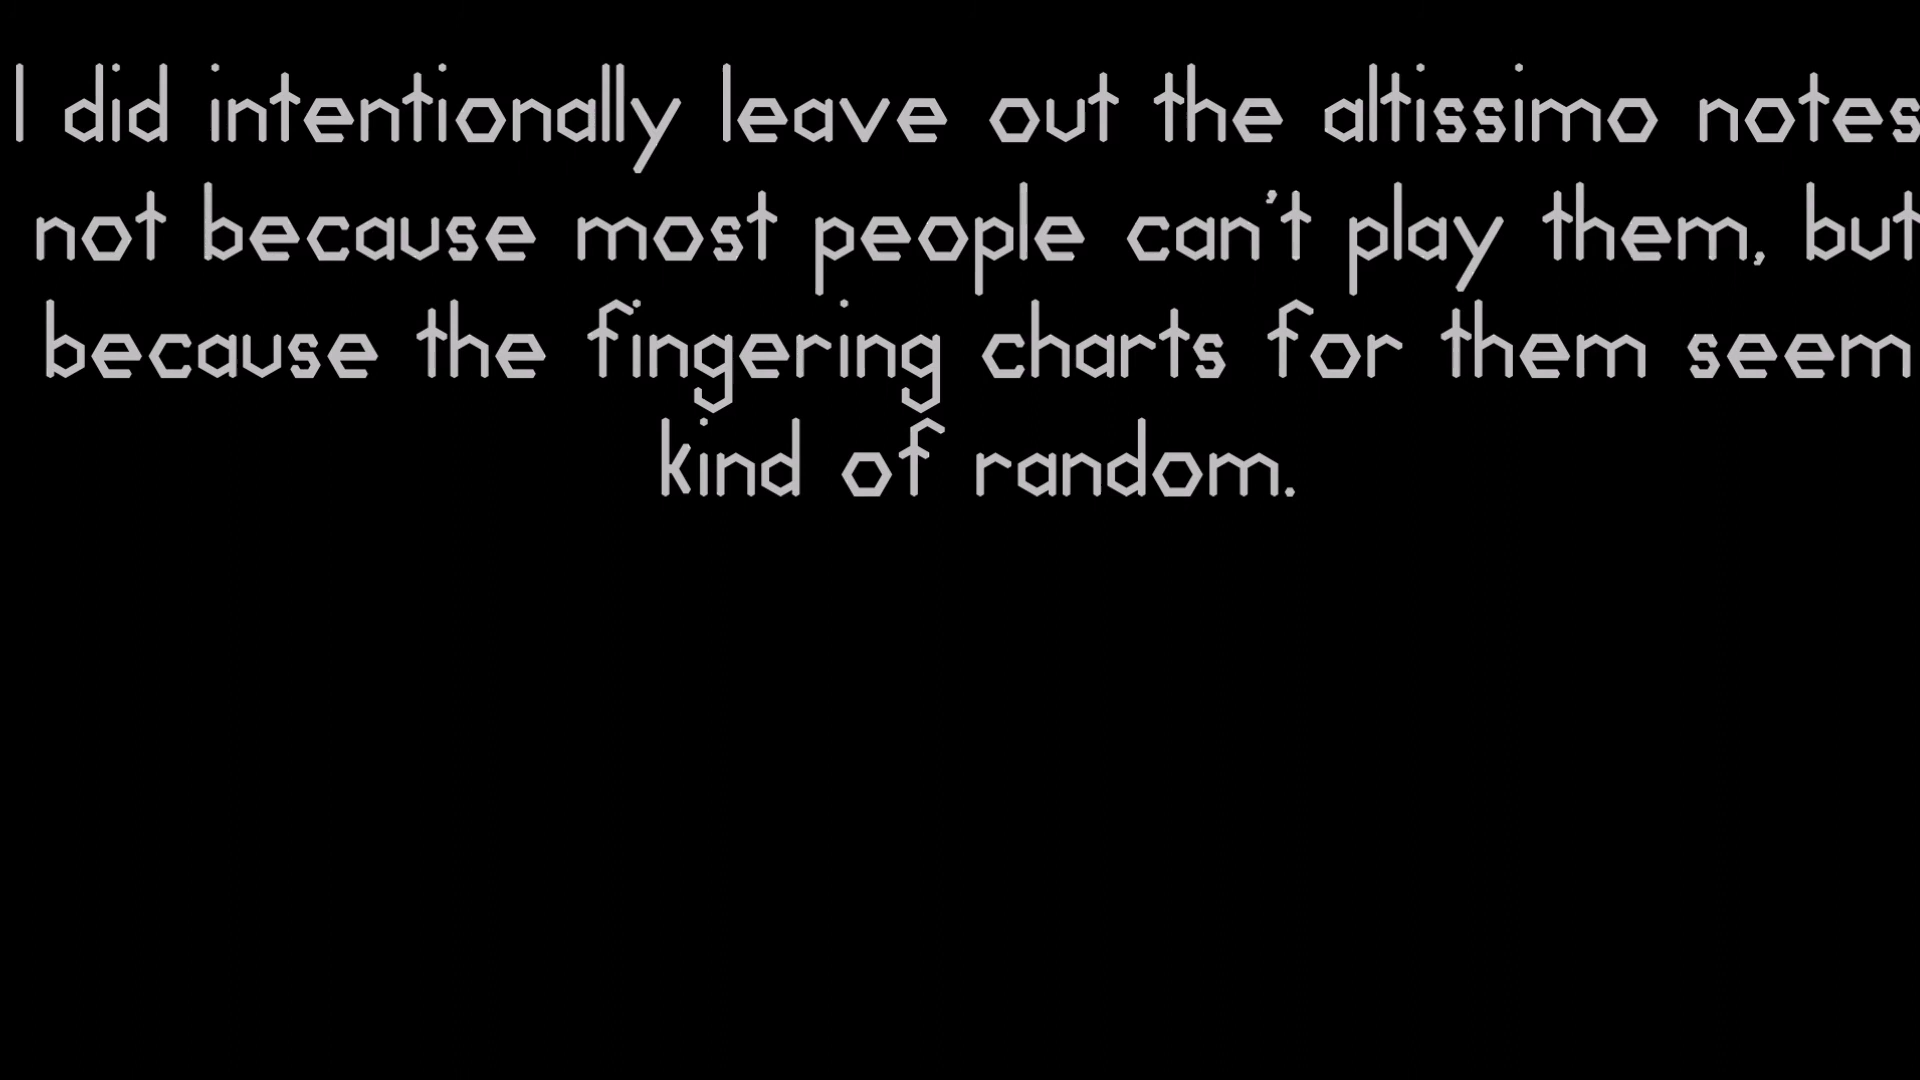 I did intentionally leave out the altissimo notes
not because most people can't play them, but
because the fingering charts for them seem
kind of random.